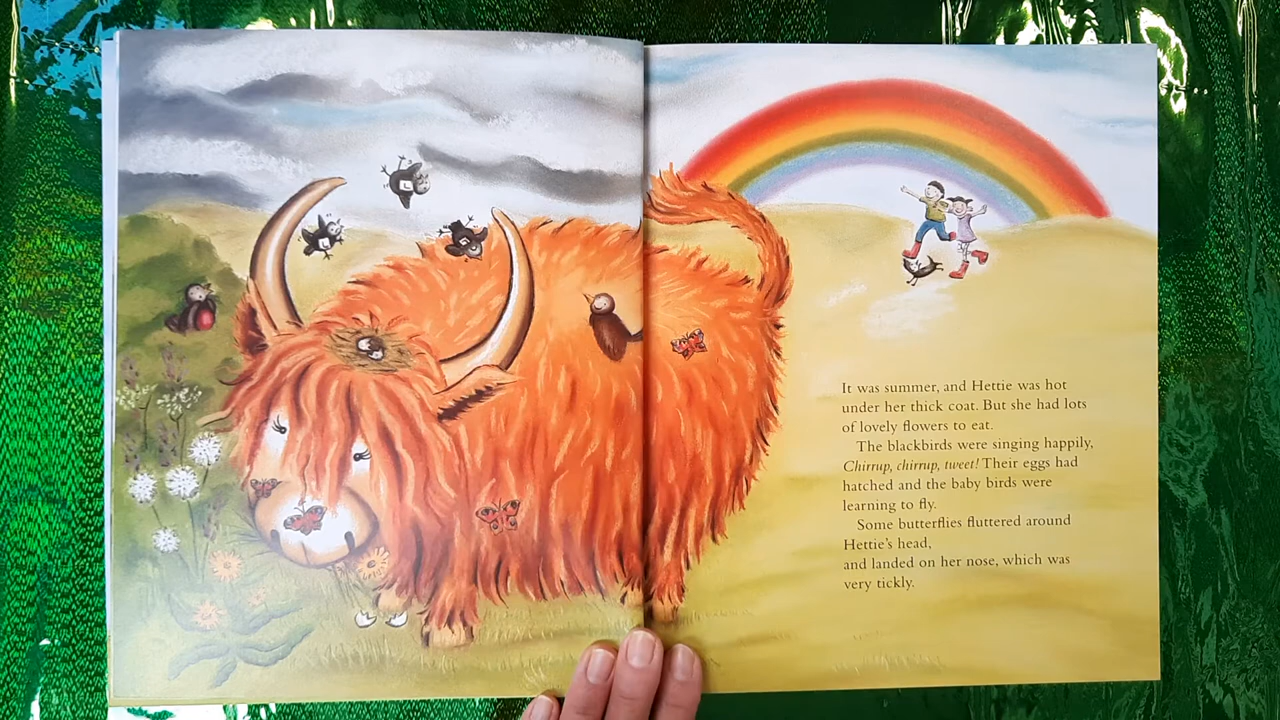 It was summer, and Hettie was hot
under her thick coat. But she had lots
of lovely flowers to eat.
The blackbirds were singing happily,
Chirrup, chirrup, tweet! Their eggs had
hatched and the baby birds were
learning to fly.
Some butterflies fluttered around
Hettie's head,
and landed on her nose, which was
very tickly.